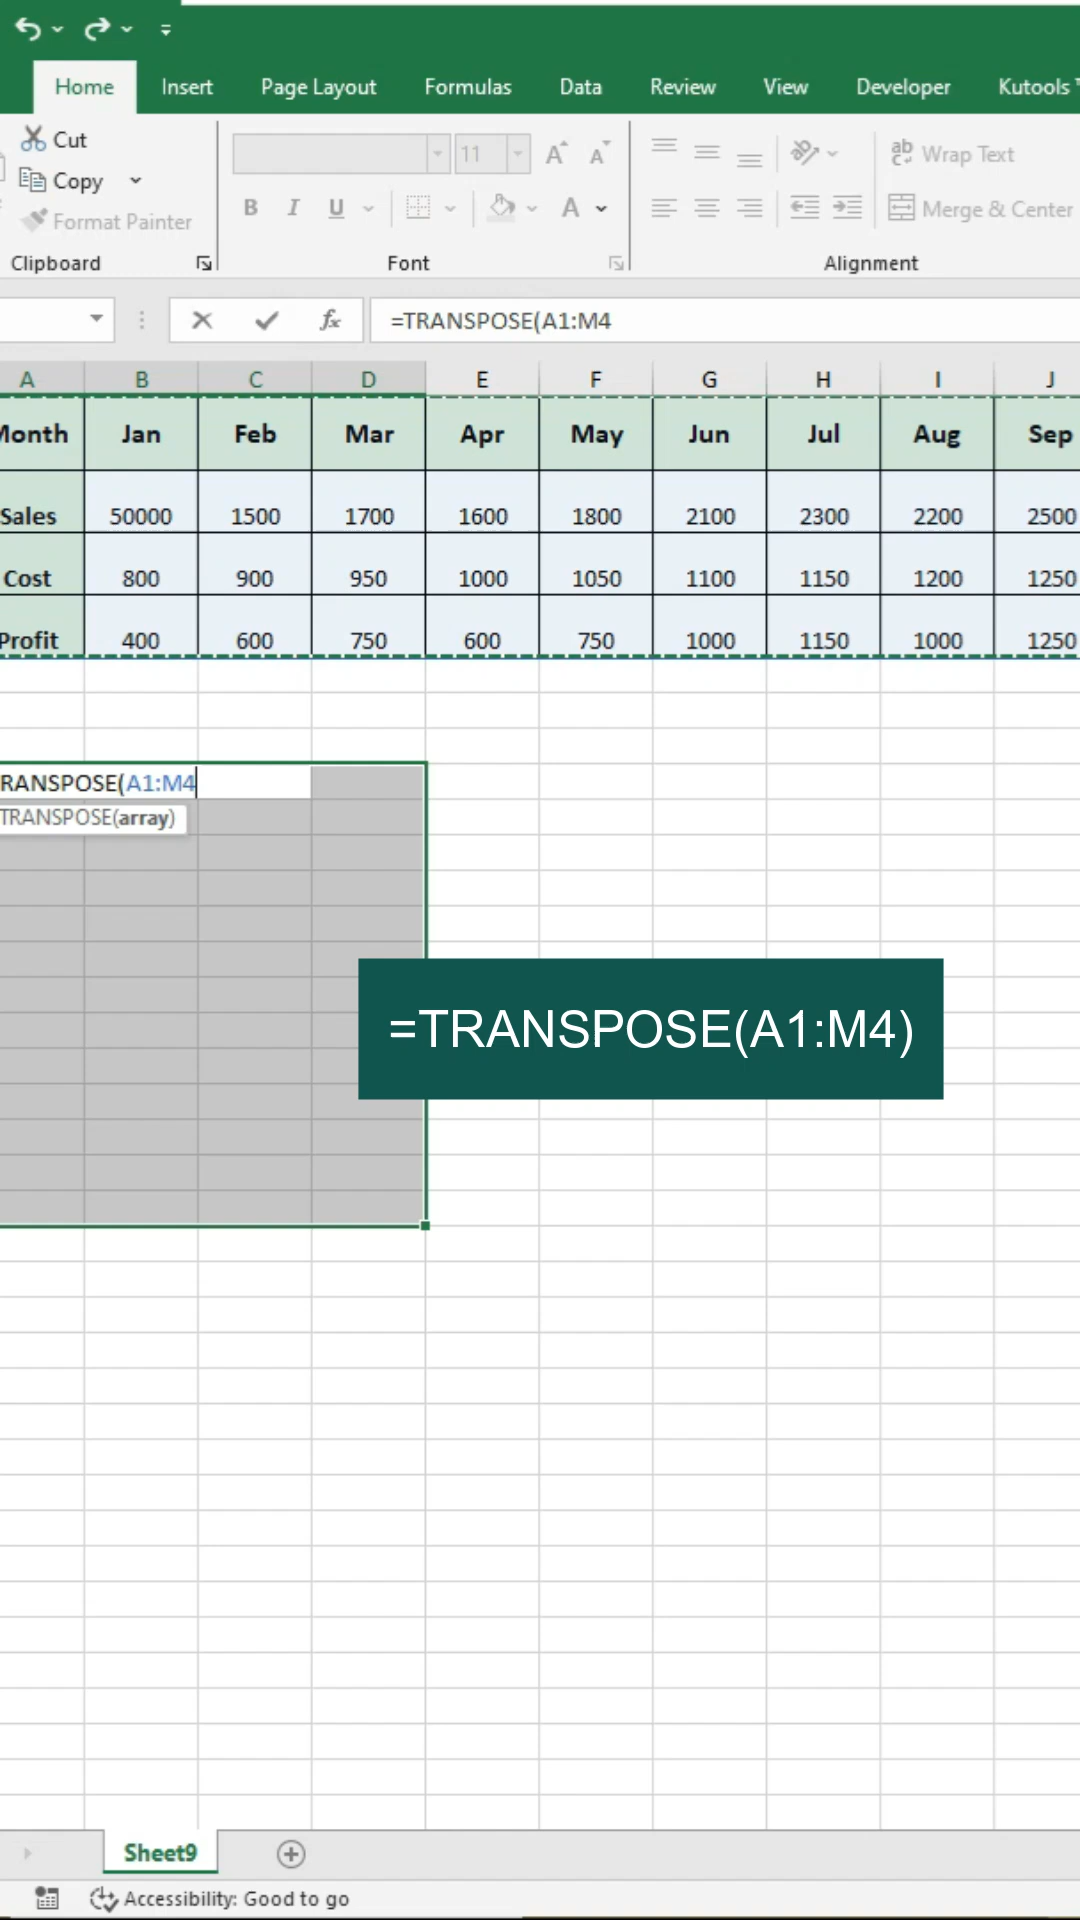 Home Insert Page Layout Formulas Data Review View Developer Kutools
Cut
Copy
Format Painter
Clipboard
11
B I U
Font
ab Wrap Text
Merge & Center
Alignment
fx =TRANSPOSE(A1:M4
A B C D E F G H I J
Month Jan Feb Mar Apr May Jun Jul Aug Sep
Sales 50000 1500 1700 1600 1800 2100 2300 2200 2500
Cost 800 900 950 1000 1050 1100 1150 1200 1250
Profit 400 600 750 600 750 1000 1150 1000 1250
RANSPOSE(A1:M4
TRANSPOSE(array)
=TRANSPOSE(A1:M4)
Sheet9
Accessibility: Good to go